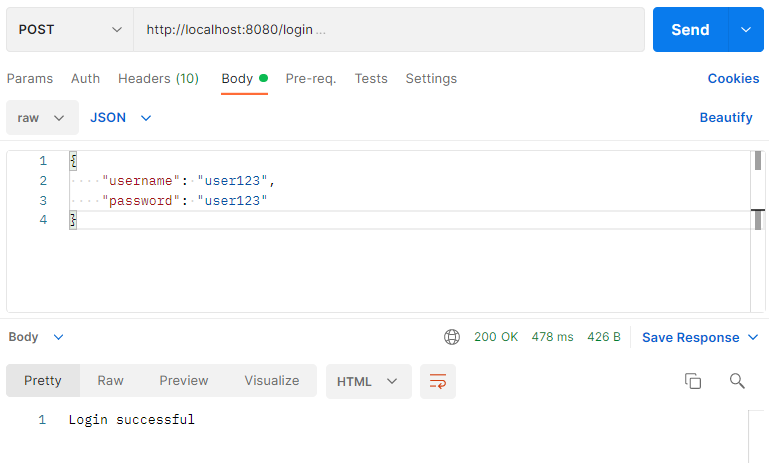 POST http://localhost:8080/login ... Send
Params Auth Headers (10) Body Pre-req. Tests Settings Cookies
raw JSON Beautify
1 {
2 "username": "user123",
3 "password": "user123"
4 }
Body 200 OK 478 ms 426 B Save Response
Pretty Raw Preview Visualize HTML
1 Login successful